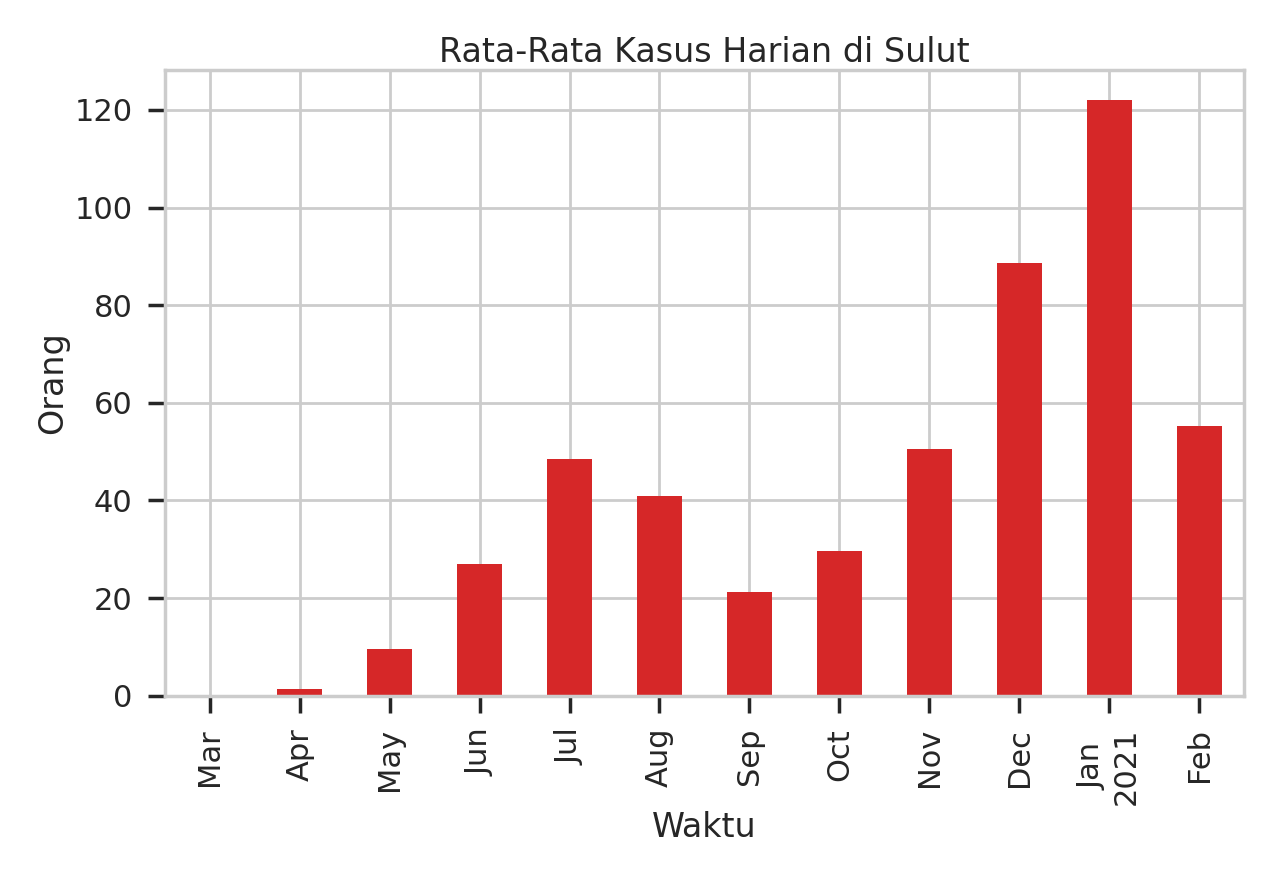 Rata-Rata Kasus Harian di Sulut
120
100
80
60
40
20
0
Orang
Mar
Apr
May
Jun
Jul
Aug
Sep
Oct
Nov
Dec
Jan
2021
Feb
Waktu